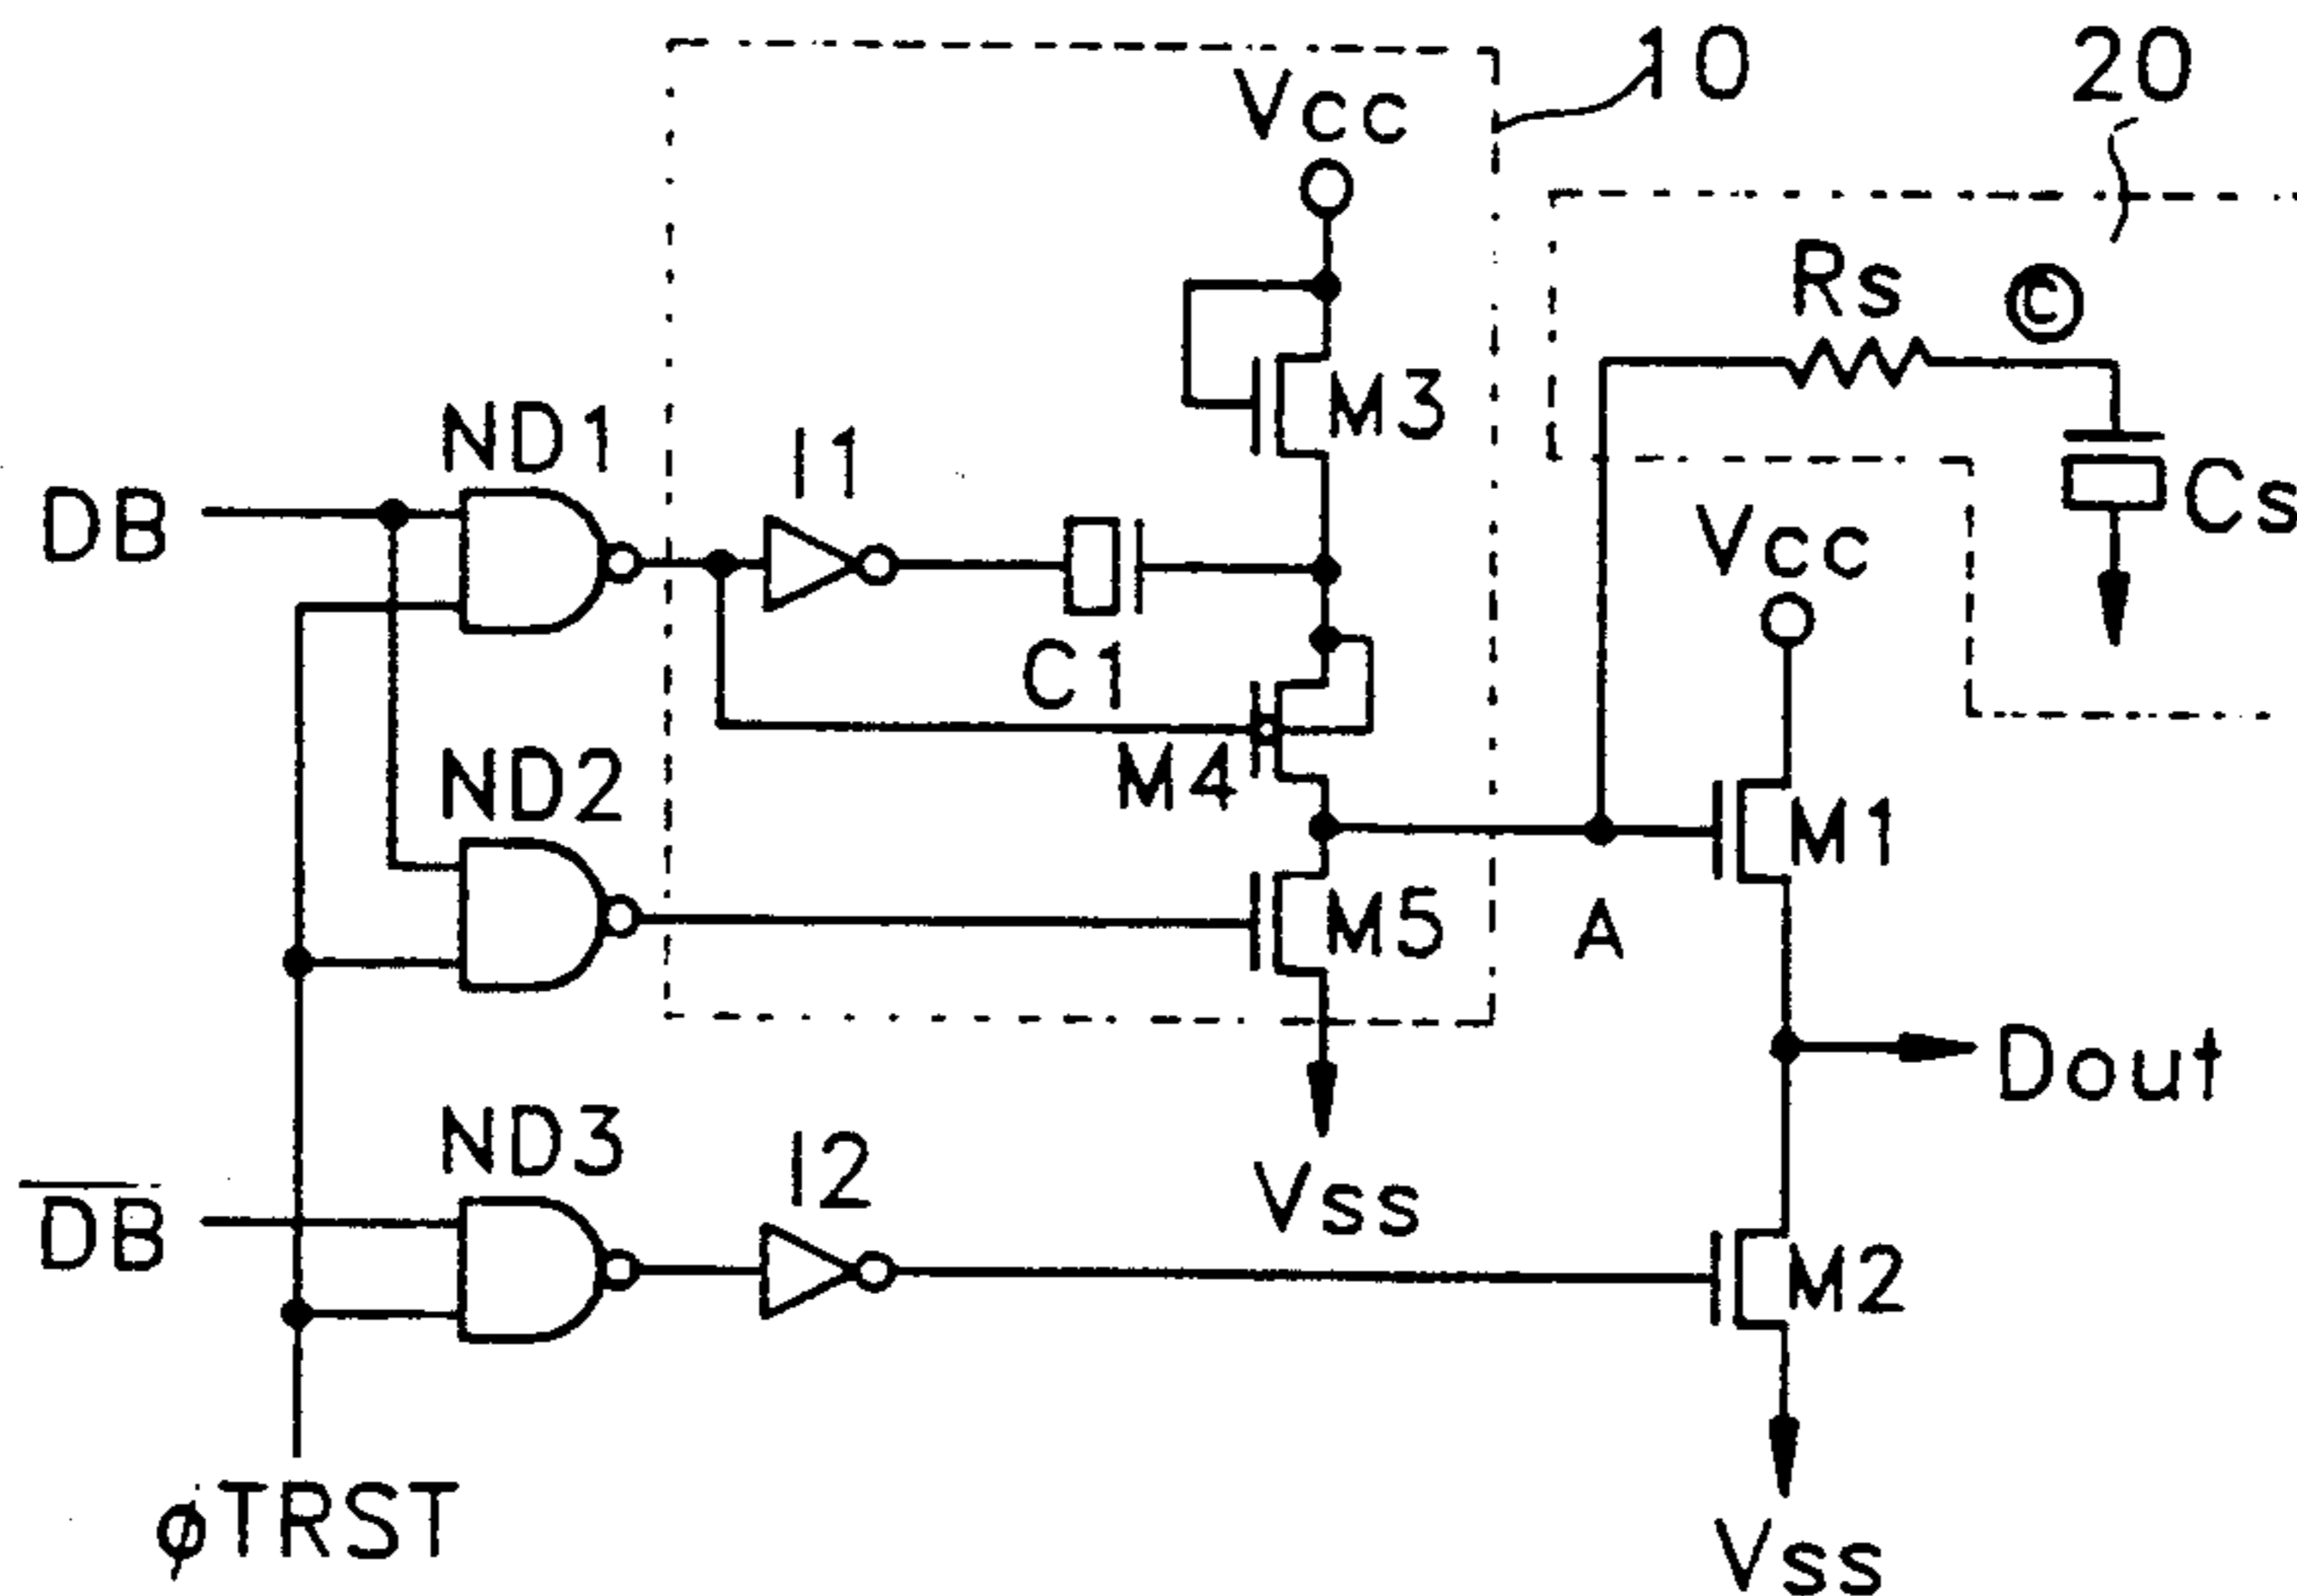 10
20
Vcc
Rs
©
M3
ND1
I1
DB
Cs
Vcc
C1
M4
ND2
M1
M5
A
Dout
ND3
I2
Vss
D̅B̅
M2
φTRST
Vss